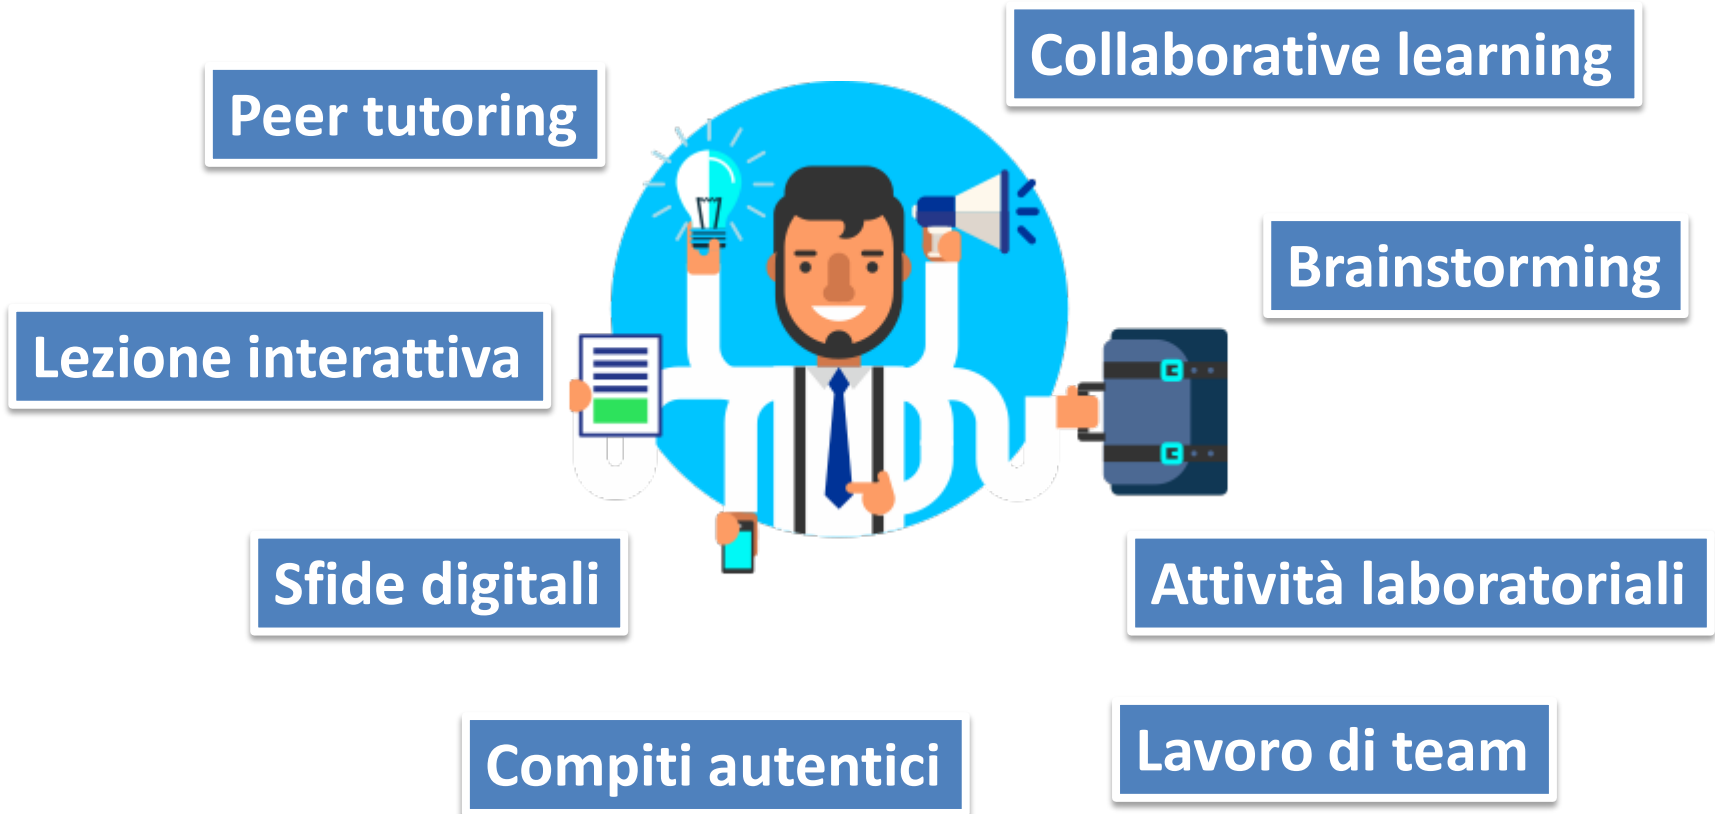 Collaborative learning
Peer tutoring
Brainstorming
Lezione interattiva
Sfide digitali
Attività laboratoriali
Lavoro di team
Compiti autentici